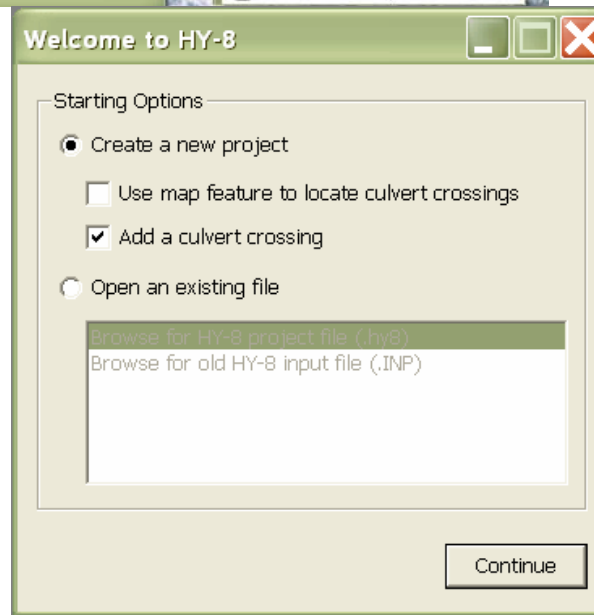 Welcome to HY-8
Starting Options
Create a new project
Use map feature to locate culvert crossings
Add a culvert crossing
Open an existing file
Browse for HY-8 project file (.hy8)
Browse for old HY-8 input file (.INP)
Continue